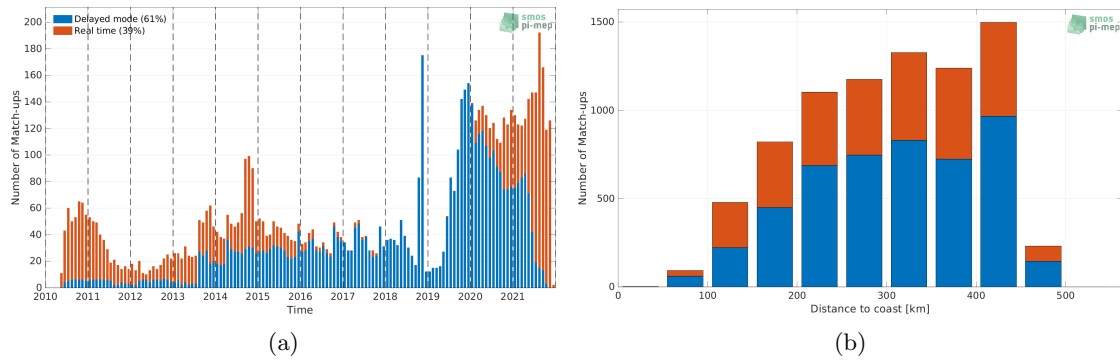 Delayed mode (61%)
Real time (39%)
smos
pi-mep
Number of Match-ups
200
180
160
140
120
100
80
60
40
20
0
2010 2011 2012 2013 2014 2015 2016 2017 2018 2019 2020 2021
Time
(a)
smos
pi-mep
Number of Match-ups
1500
1000
500
0
0 100 200 300 400 500
Distance to coast [km]
(b)